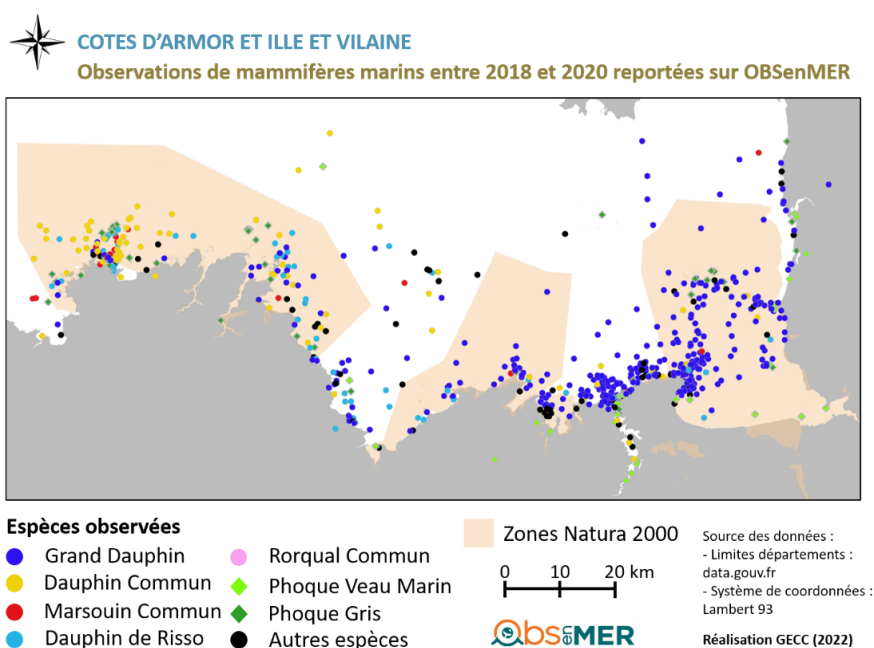 COTES D'ARMOR ET ILLE ET VILAINE
Observations de mammifères marins entre 2018 et 2020 reportées sur OBSenMER
Espèces observées
Grand Dauphin
Dauphin Commun
Marsouin Commun
Dauphin de Risso
Rorqual Commun
Phoque Veau Marin
Phoque Gris
Autres espèces
Zones Natura 2000
0 10 20 km
ObsenMER
Source des données :
- Limites départements :
data.gouv.fr
- Système de coordonnées :
Lambert 93
Réalisation GECC (2022)